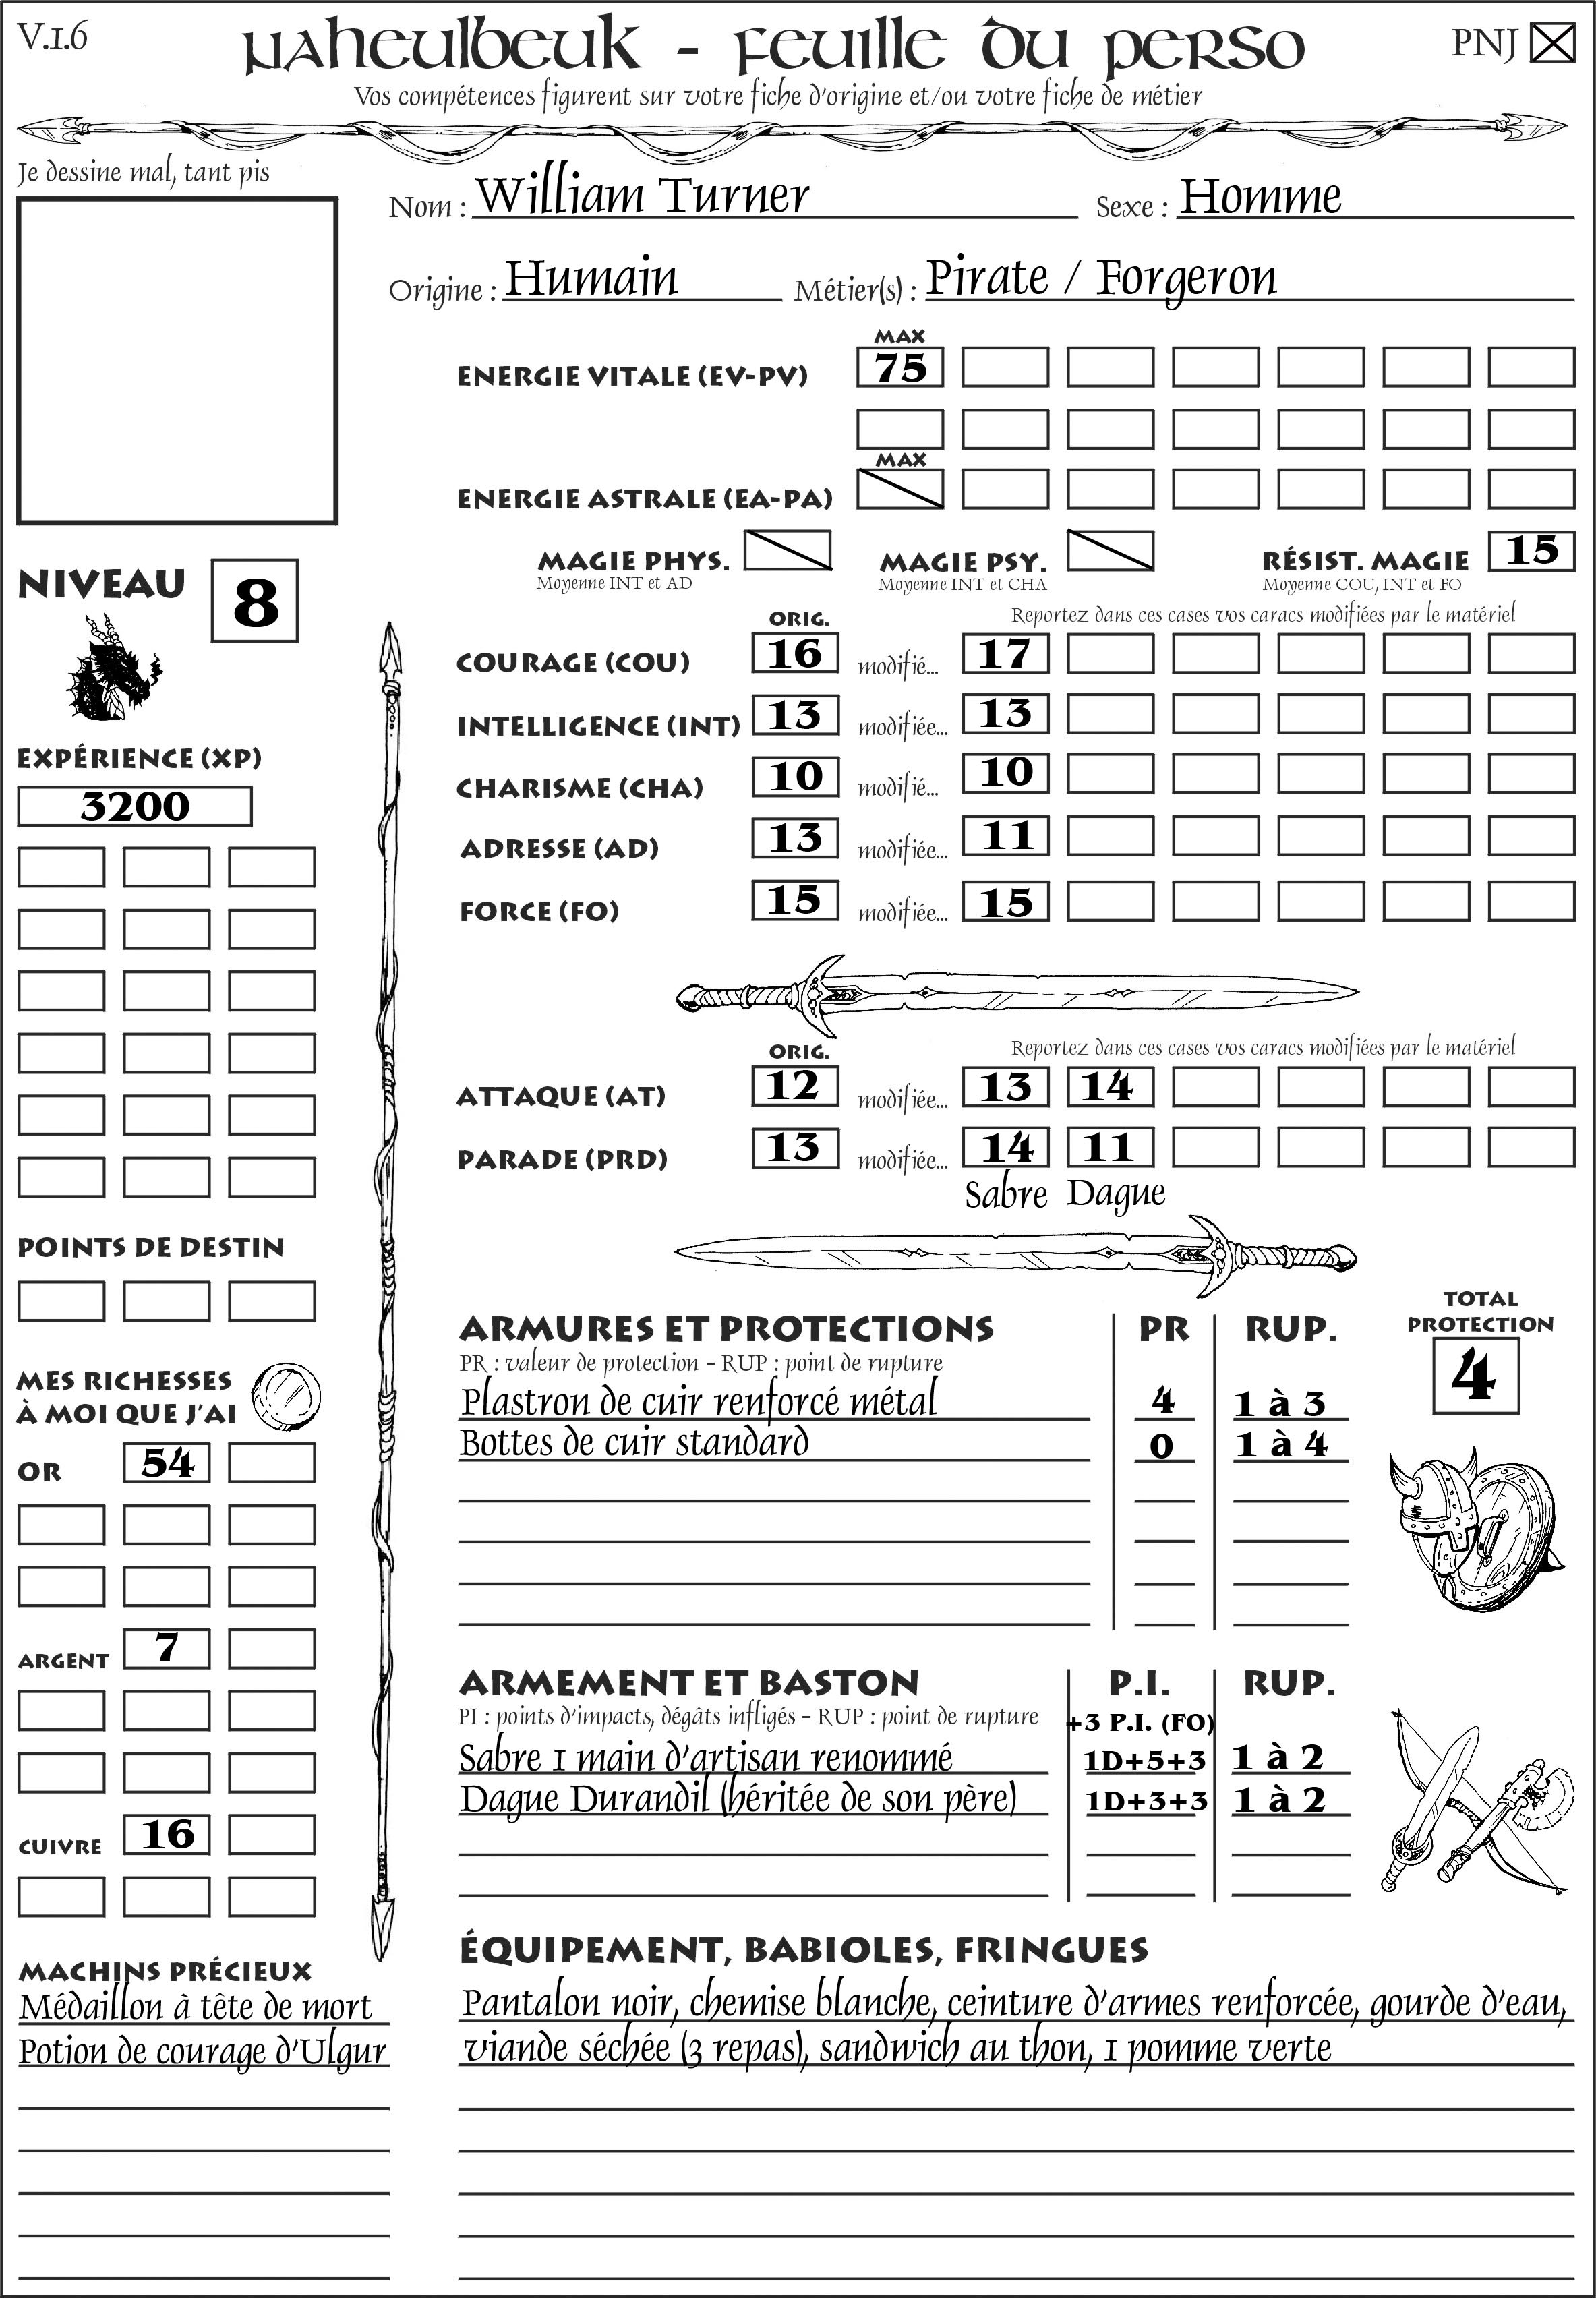 V.1.6
Naheulbeuk - feuille du perso
PNJ
Vos compétences figurent sur votre fiche d'origine et/ou votre fiche de métier
Je dessine mal, tant pis
Nom : William Turner Sexe : Homme
Origine : Humain Métier(s) : Pirate / Forgeron
MAX
ENERGIE VITALE (EV-PV) 75
MAX
ENERGIE ASTRALE (EA-PA)
MAGIE PHYS. MAGIE PSY. RÉSIST. MAGIE 15
Moyenne INT et AD Moyenne INT et CHA Moyenne COU, INT et FO
NIVEAU 8
ORIG. Reportez dans ces cases vos caracs modifiées par le matériel
COURAGE (COU) 16 modifié... 17
INTELLIGENCE (INT) 13 modifiée... 13
CHARISME (CHA) 10 modifié... 10
ADRESSE (AD) 13 modifiée... 11
FORCE (FO) 15 modifiée... 15
EXPÉRIENCE (XP)
3200
ORIG. Reportez dans ces cases vos caracs modifiées par le matériel
ATTAQUE (AT) 12 modifiée... 13 14
PARADE (PRD) 13 modifiée... 14 11
Sabre Dague
POINTS DE DESTIN
MES RICHESSES
À MOI QUE J'AI
OR 54
ARGENT 7
CUIVRE 16
ARMURES ET PROTECTIONS PR RUP.
PR : valeur de protection - RUP : point de rupture
Plastron de cuir renforcé métal 4 1 à 3
Bottes de cuir standard 0 1 à 4
TOTAL
PROTECTION
4
ARMEMENT ET BASTON P.I. RUP.
PI : points d'impacts, dégâts infligés - RUP : point de rupture +3 P.I. (FO)
Sabre 1 main d'artisan renommé 1D+5+3 1 à 2
Dague Durandil (héritée de son père) 1D+3+3 1 à 2
MACHINS PRÉCIEUX
Médaillon à tête de mort
Potion de courage d'Ulgur
ÉQUIPEMENT, BABIOLES, FRINGUES
Pantalon noir, chemise blanche, ceinture d'armes renforcée, gourde d'eau,
viande séchée (3 repas), sandwich au thon, 1 pomme verte